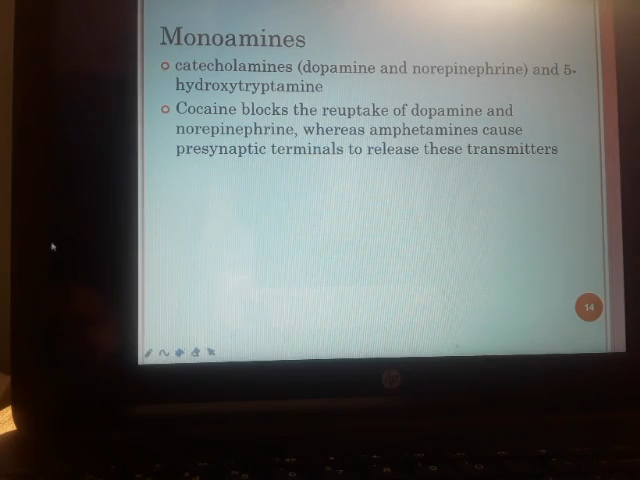 Monoamines
catecholamines (dopamine and norepinephrine) and 5-
hydroxytryptamine
Cocaine blocks the reuptake of dopamine and
norepinephrine, whereas amphetamines cause
presynaptic terminals to release these transmitters
14
hp